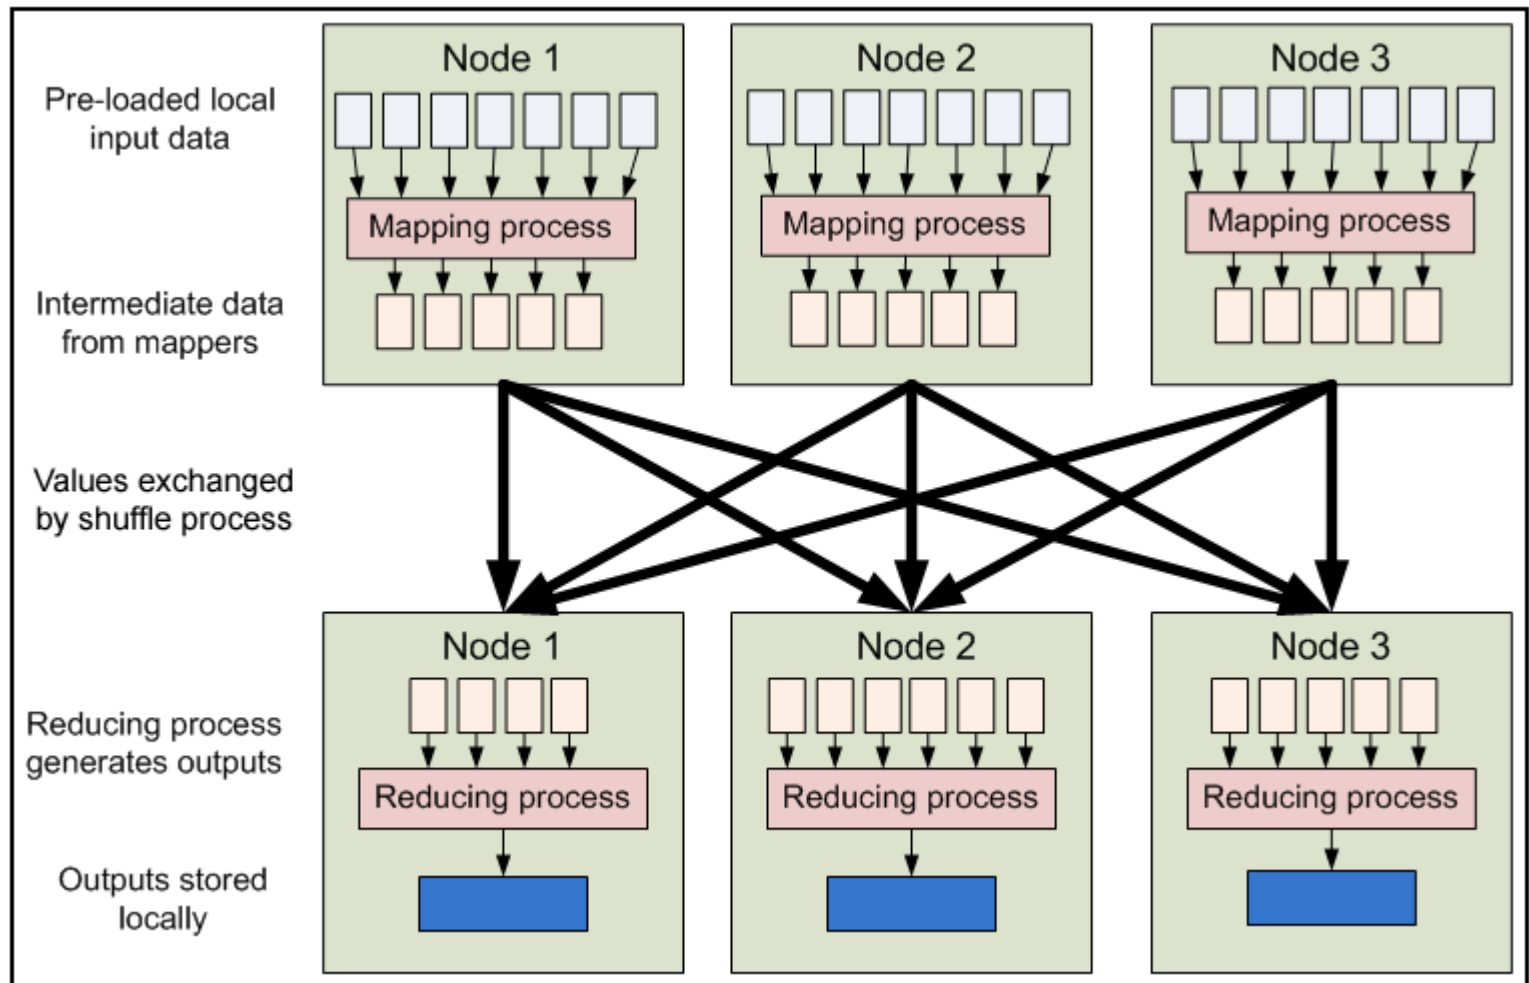 Node 1
Node 2
Node 3
Pre-loaded local
input data
Mapping process
Mapping process
Mapping process
Intermediate data
from mappers
Values exchanged
by shuffle process
Node 1
Node 2
Node 3
Reducing process
generates outputs
Reducing process
Reducing process
Reducing process
Outputs stored
locally